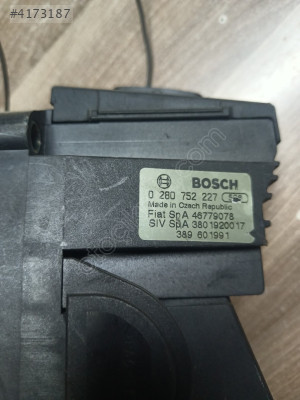 #4173187
BOSCH
0 280 752 227
Made in Czech Republic
Fiat SpA 46779078
SIV SpA 3801920017
389 601991